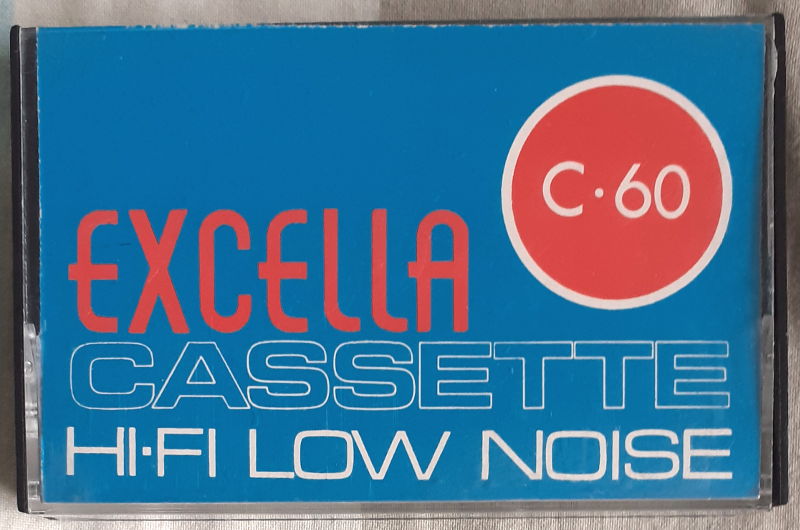 C·60
EXCELLA
CASSETTE
HI·FI LOW NOISE